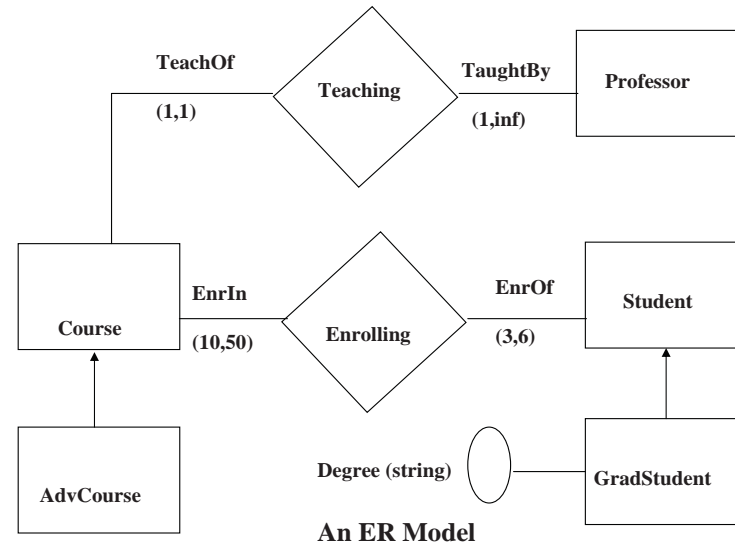 TeachOf
Teaching
TaughtBy
Professor
(1,1)
(1,inf)
Course
EnrIn
(10,50)
Enrolling
EnrOf
(3,6)
Student
AdvCourse
Degree (string)
GradStudent
An ER Model